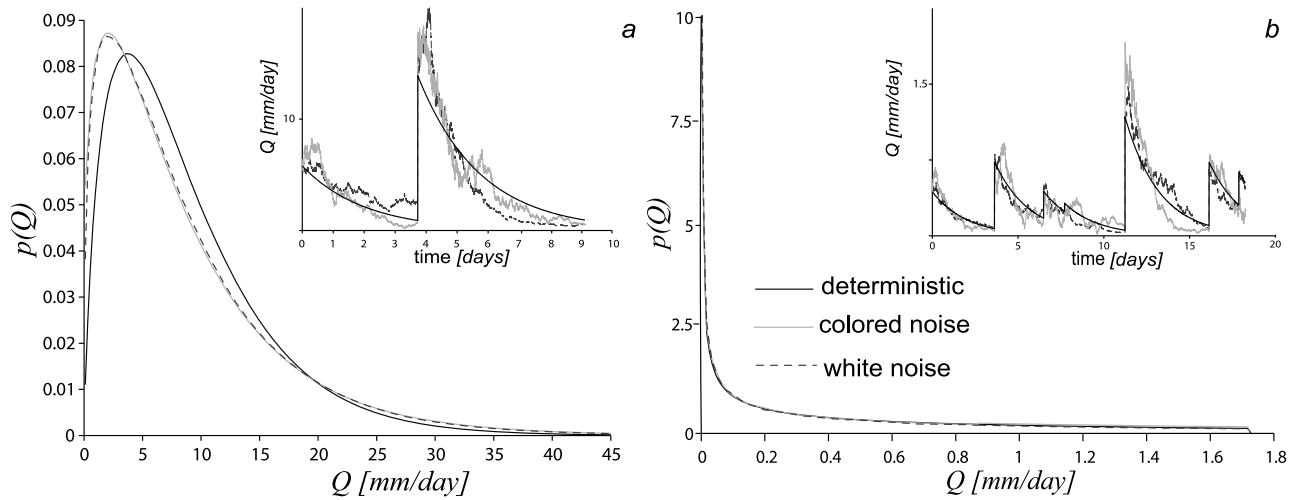 a
0.09
0.08
0.07
0.06
0.05
0.04
0.03
0.02
0.01
0
p(Q)
0 5 10 15 20 25 30 35 40 45
Q [mm/day]
Q [mm/day]
10
0 1 2 3 4 5 6 7 8 9 10
time [days]
b
10
7.5
5
2.5
0
p(Q)
0 0.2 0.4 0.6 0.8 1 1.2 1.4 1.6 1.8
Q [mm/day]
Q [mm/day]
1.5
0 5 10 15 20
time [days]
deterministic
colored noise
white noise